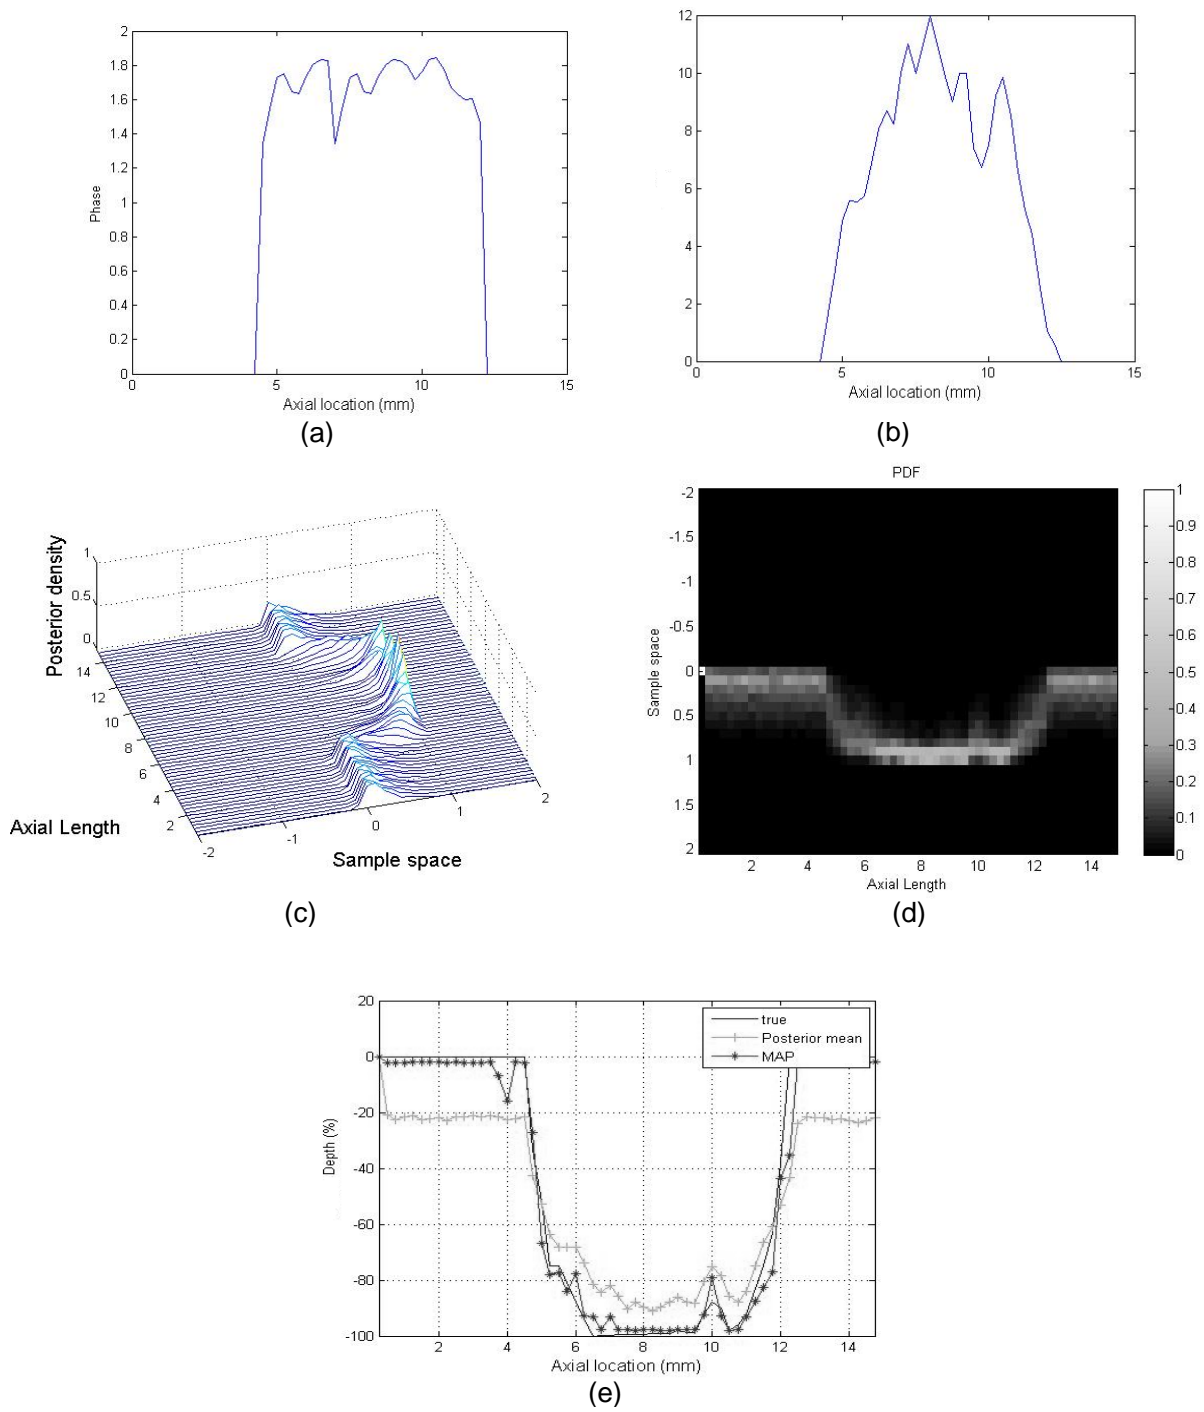 2
1.8
1.6
1.4
1.2
1
0.8
0.6
0.4
0.2
0
Phase
0 5 10 15
Axial location (mm)
(a)
12
10
8
6
4
2
0
0 5 10 15
Axial location (mm)
(b)
Posterior density
1
0.5
0
14
12
10
8
6
4
2
Axial Length
-2 -1 0 1 2
Sample space
(c)
PDF
-2
-1.5
-1
-0.5
0
0.5
1
1.5
2
Sample space
2 4 6 8 10 12 14
Axial Length
1
0.9
0.8
0.7
0.6
0.5
0.4
0.3
0.2
0.1
0
(d)
20
0
-20
-40
-60
-80
-100
Depth (%)
true
Posterior mean
MAP
2 4 6 8 10 12 14
Axial location (mm)
(e)